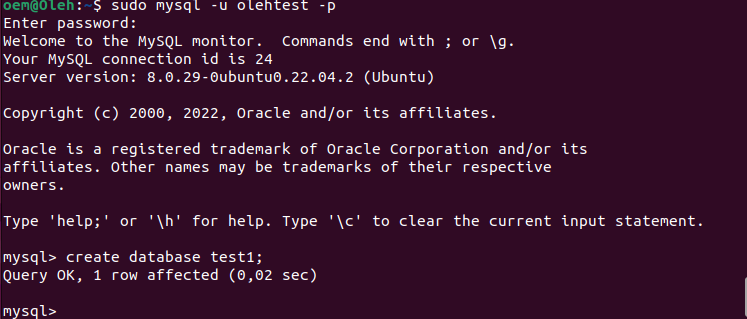 oem@Oleh:~$ sudo mysql -u olehtest -p
Enter password:
Welcome to the MySQL monitor.  Commands end with ; or \g.
Your MySQL connection id is 24
Server version: 8.0.29-0ubuntu0.22.04.2 (Ubuntu)

Copyright (c) 2000, 2022, Oracle and/or its affiliates.

Oracle is a registered trademark of Oracle Corporation and/or its
affiliates. Other names may be trademarks of their respective
owners.

Type 'help;' or '\h' for help. Type '\c' to clear the current input statement.

mysql> create database test1;
Query OK, 1 row affected (0,02 sec)

mysql>